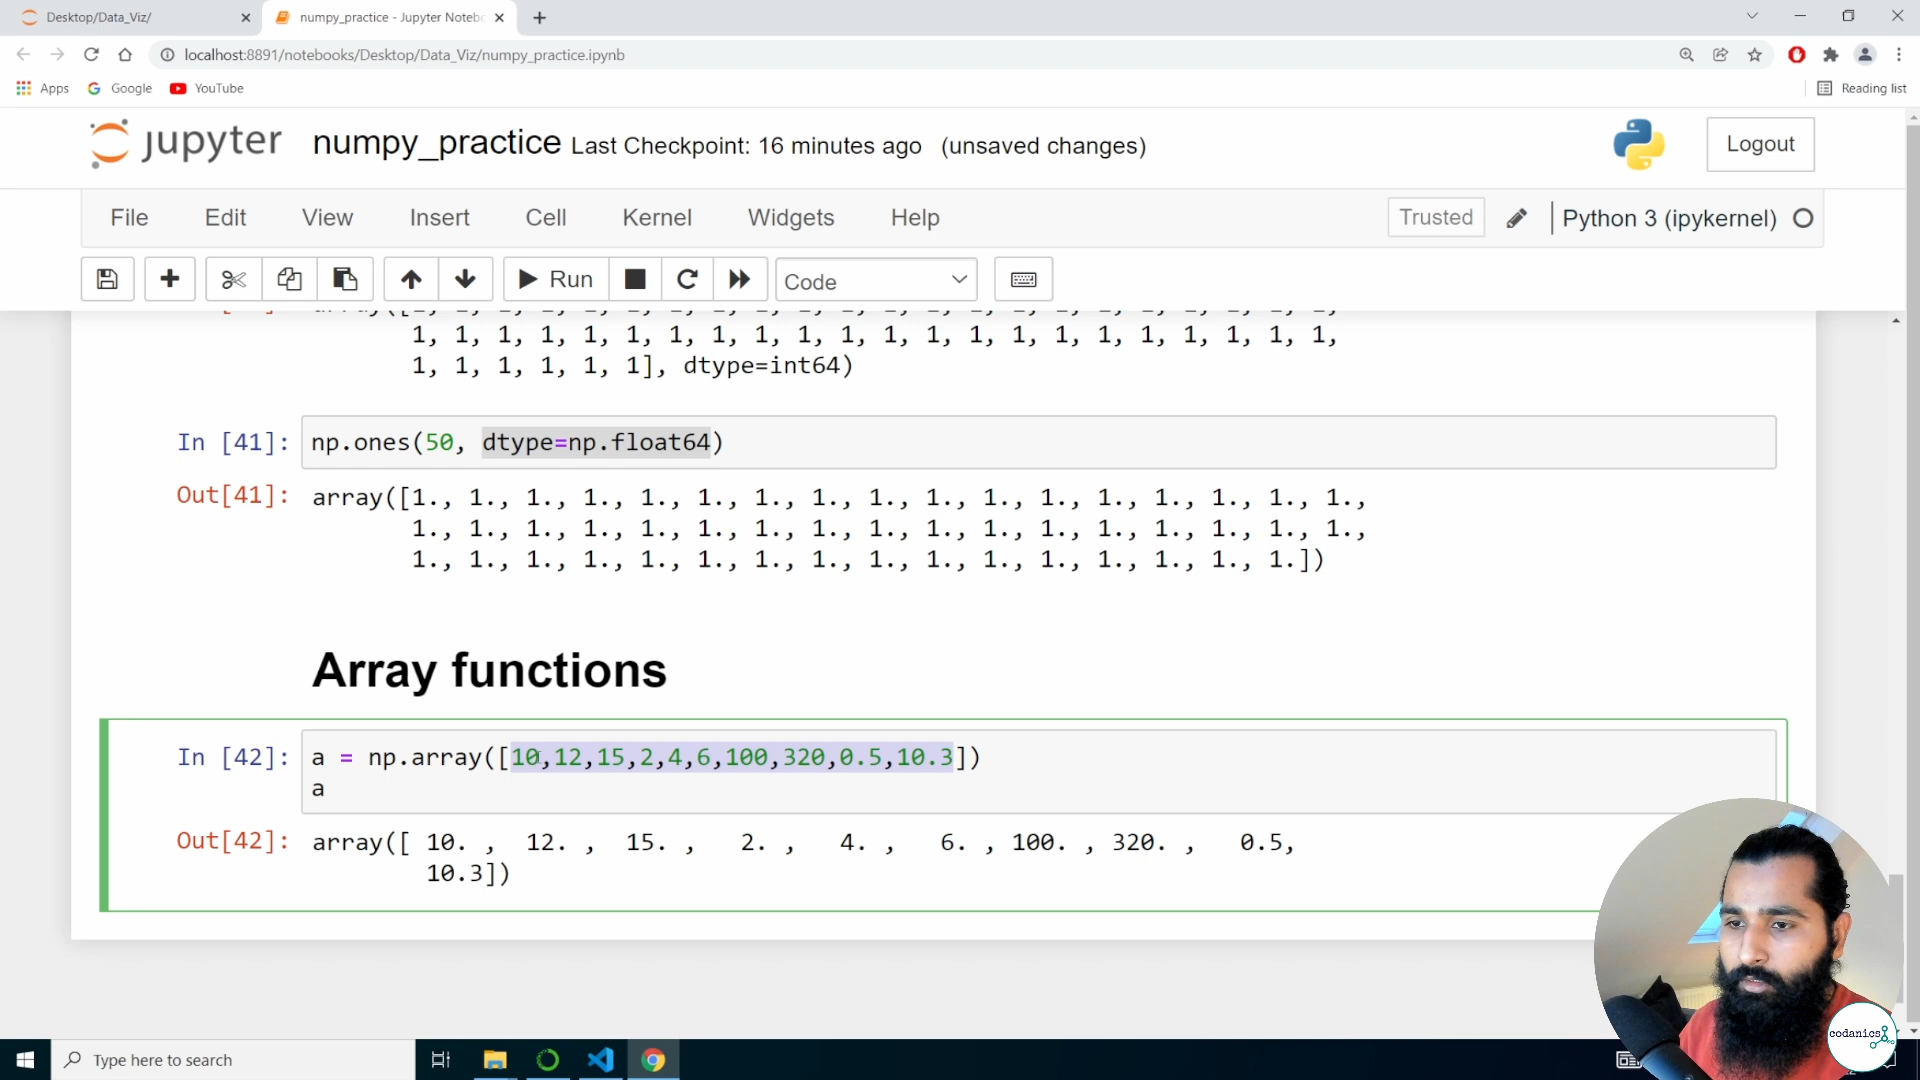 Desktop/Data_Viz/
numpy_practice - Jupyter Noteb
localhost:8891/notebooks/Desktop/Data_Viz/numpy_practice.ipynb
Apps
Google
YouTube
Reading list
jupyter
numpy_practice Last Checkpoint: 16 minutes ago (unsaved changes)
Logout
File Edit View Insert Cell Kernel Widgets Help
Trusted
Python 3 (ipykernel)
Run
Code
1, 1, 1, 1, 1, 1, 1, 1, 1, 1, 1, 1, 1, 1, 1, 1, 1, 1, 1, 1, 1, 1,
1, 1, 1, 1, 1, 1], dtype=int64)
In [41]: np.ones(50, dtype=np.float64)
Out[41]: array([1., 1., 1., 1., 1., 1., 1., 1., 1., 1., 1., 1., 1., 1., 1., 1., 1.,
1., 1., 1., 1., 1., 1., 1., 1., 1., 1., 1., 1., 1., 1., 1., 1., 1.,
1., 1., 1., 1., 1., 1., 1., 1., 1., 1., 1., 1., 1., 1., 1., 1.])
Array functions
In [42]: a = np.array([10,12,15,2,4,6,100,320,0.5,10.3])
a
Out[42]: array([ 10. , 12. , 15. , 2. , 4. , 6. , 100. , 320. , 0.5,
10.3])
codanics
Type here to search